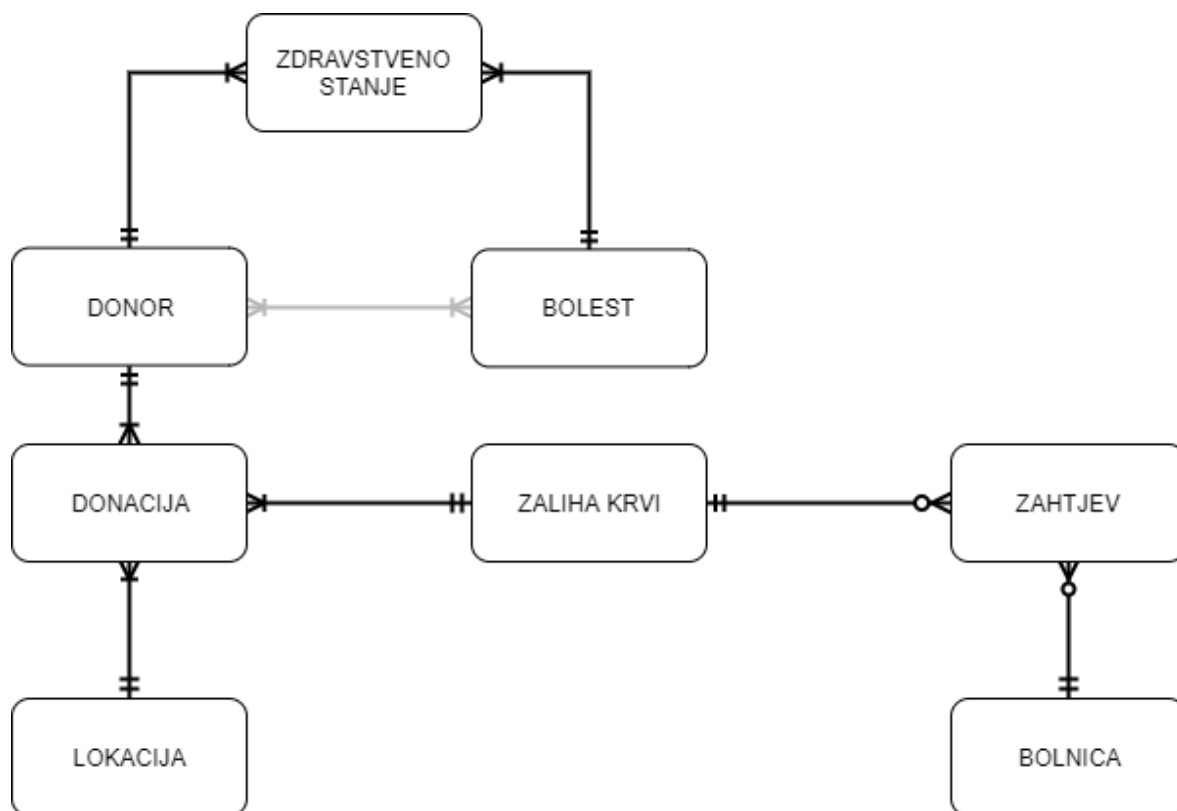 ZDRAVSTVENO
STANJE
DONOR
BOLEST
DONACIJA
ZALIHA KRVI
ZAHTJEV
LOKACIJA
BOLNICA